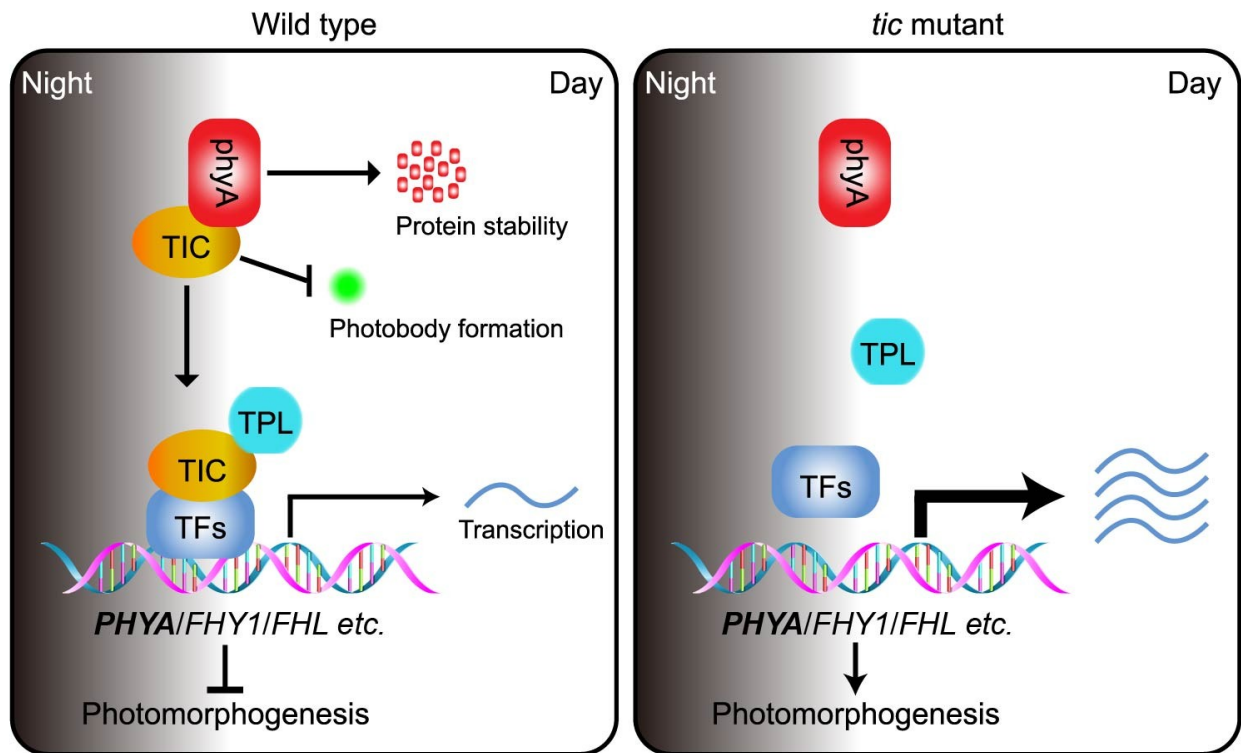 Wild type
Night
Day
phyA
Protein stability
TIC
Photobody formation
TPL
TIC
TFs
Transcription
PHYA/FHY1/FHL etc.
Photomorphogenesis
tic mutant
Night
Day
phyA
TPL
TFs
PHYA/FHY1/FHL etc.
Photomorphogenesis